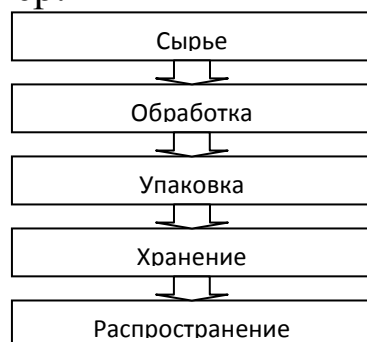 Сырье
Обработка
Упаковка
Хранение
Распространение